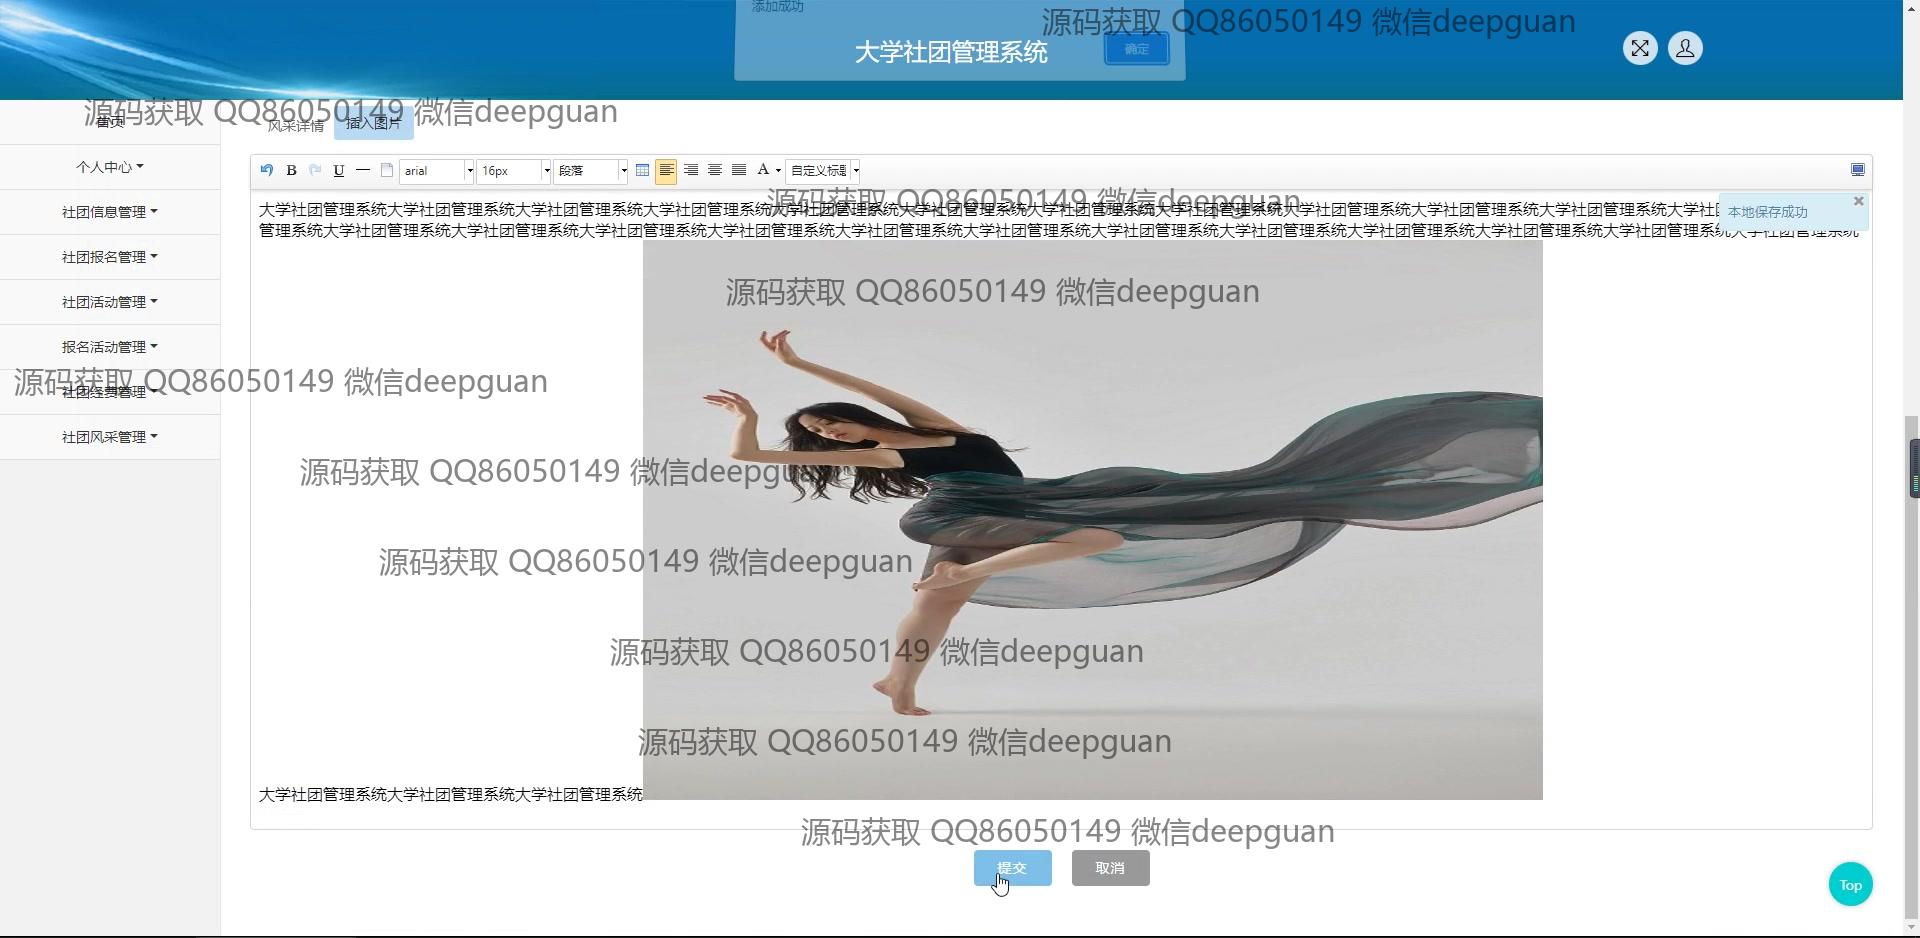 添加成功
源码获取 QQ86050149 微信deepguan
大学社团管理系统
确定
源码获取 QQ86050149 微信deepguan
首页
风采详情
插入图片
个人中心
B
U
arial
16px
段落
A
自定义标题
源码获取 QQ86050149 微信deepguan
社团信息管理
大学社团管理系统大学社团管理系统大学社团管理系统大学社团管理系统大学社团管理系统大学社团管理系统大学社团管理系统大学社团管理系统大学社团管理系统大学社团管理系统大学社团管理系统大学社
本地保存成功
管理系统大学社团管理系统大学社团管理系统大学社团管理系统大学社团管理系统大学社团管理系统大学社团管理系统大学社团管理系统大学社团管理系统大学社团管理系统大学社团管理系统大学社团管理系统大学社团管理系统
社团报名管理
源码获取 QQ86050149 微信deepguan
社团活动管理
报名活动管理
源码获取 QQ86050149 微信deepguan
社团经费管理
社团风采管理
源码获取 QQ86050149 微信deepguan
源码获取 QQ86050149 微信deepguan
源码获取 QQ86050149 微信deepguan
源码获取 QQ86050149 微信deepguan
大学社团管理系统大学社团管理系统大学社团管理系统
源码获取 QQ86050149 微信deepguan
提交
取消
Top